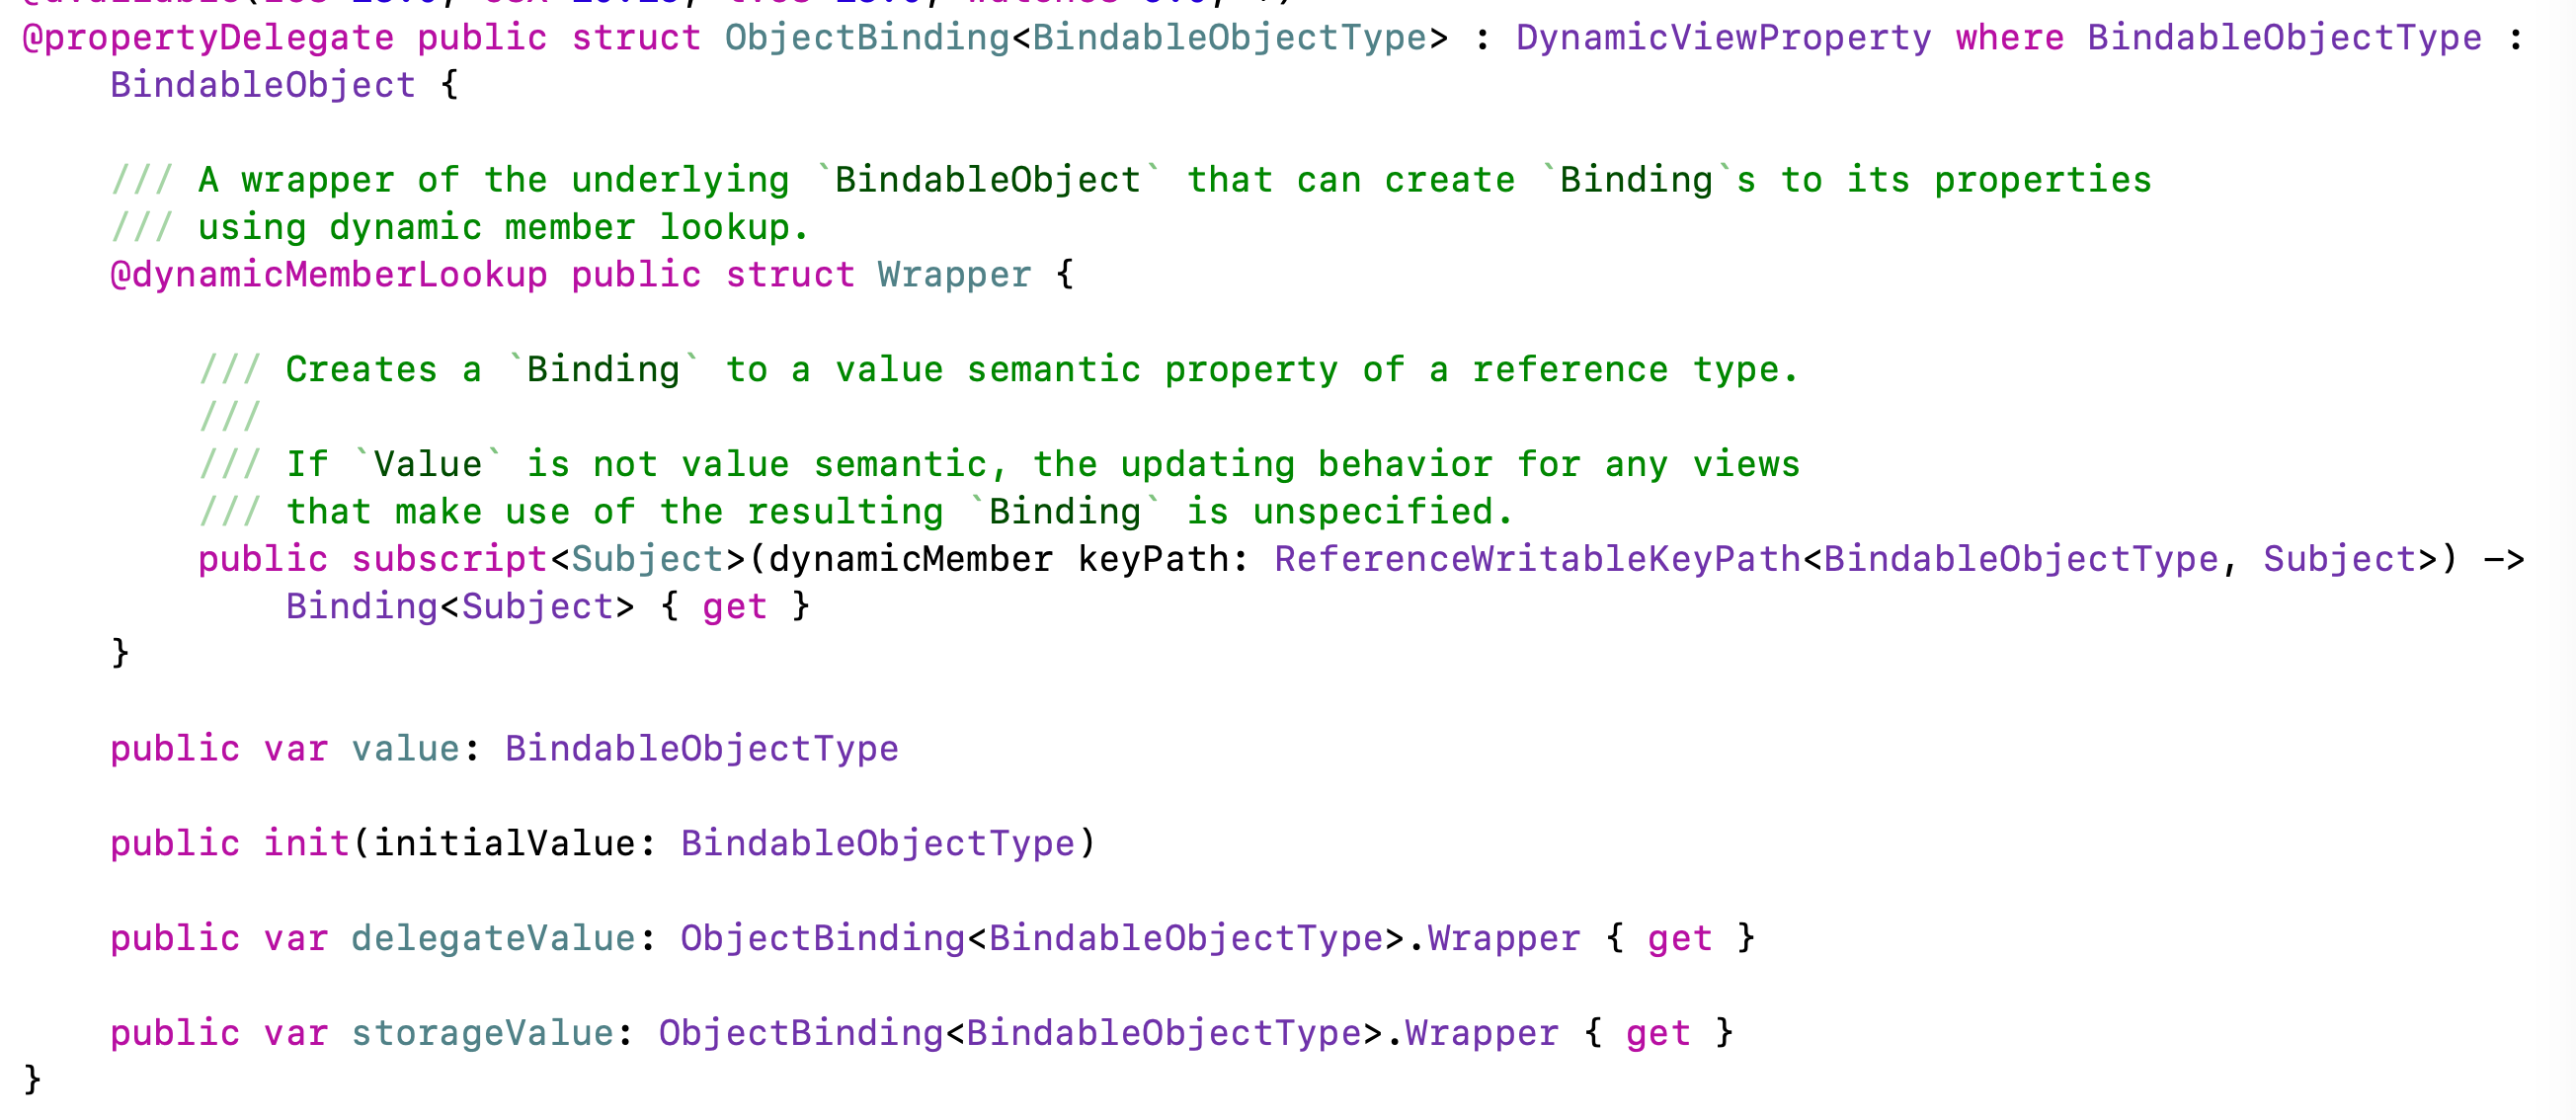 @propertyDelegate public struct ObjectBinding<BindableObjectType> : DynamicViewProperty where BindableObjectType :
    BindableObject {
    /// A wrapper of the underlying `BindableObject` that can create `Binding`s to its properties
    /// using dynamic member lookup.
    @dynamicMemberLookup public struct Wrapper {
        /// Creates a `Binding` to a value semantic property of a reference type.
        ///
        /// If `Value` is not value semantic, the updating behavior for any views
        /// that make use of the resulting `Binding` is unspecified.
        public subscript<Subject>(dynamicMember keyPath: ReferenceWritableKeyPath<BindableObjectType, Subject>) ->
            Binding<Subject> { get }
    }
    public var value: BindableObjectType
    public init(initialValue: BindableObjectType)
    public var delegateValue: ObjectBinding<BindableObjectType>.Wrapper { get }
    public var storageValue: ObjectBinding<BindableObjectType>.Wrapper { get }
}